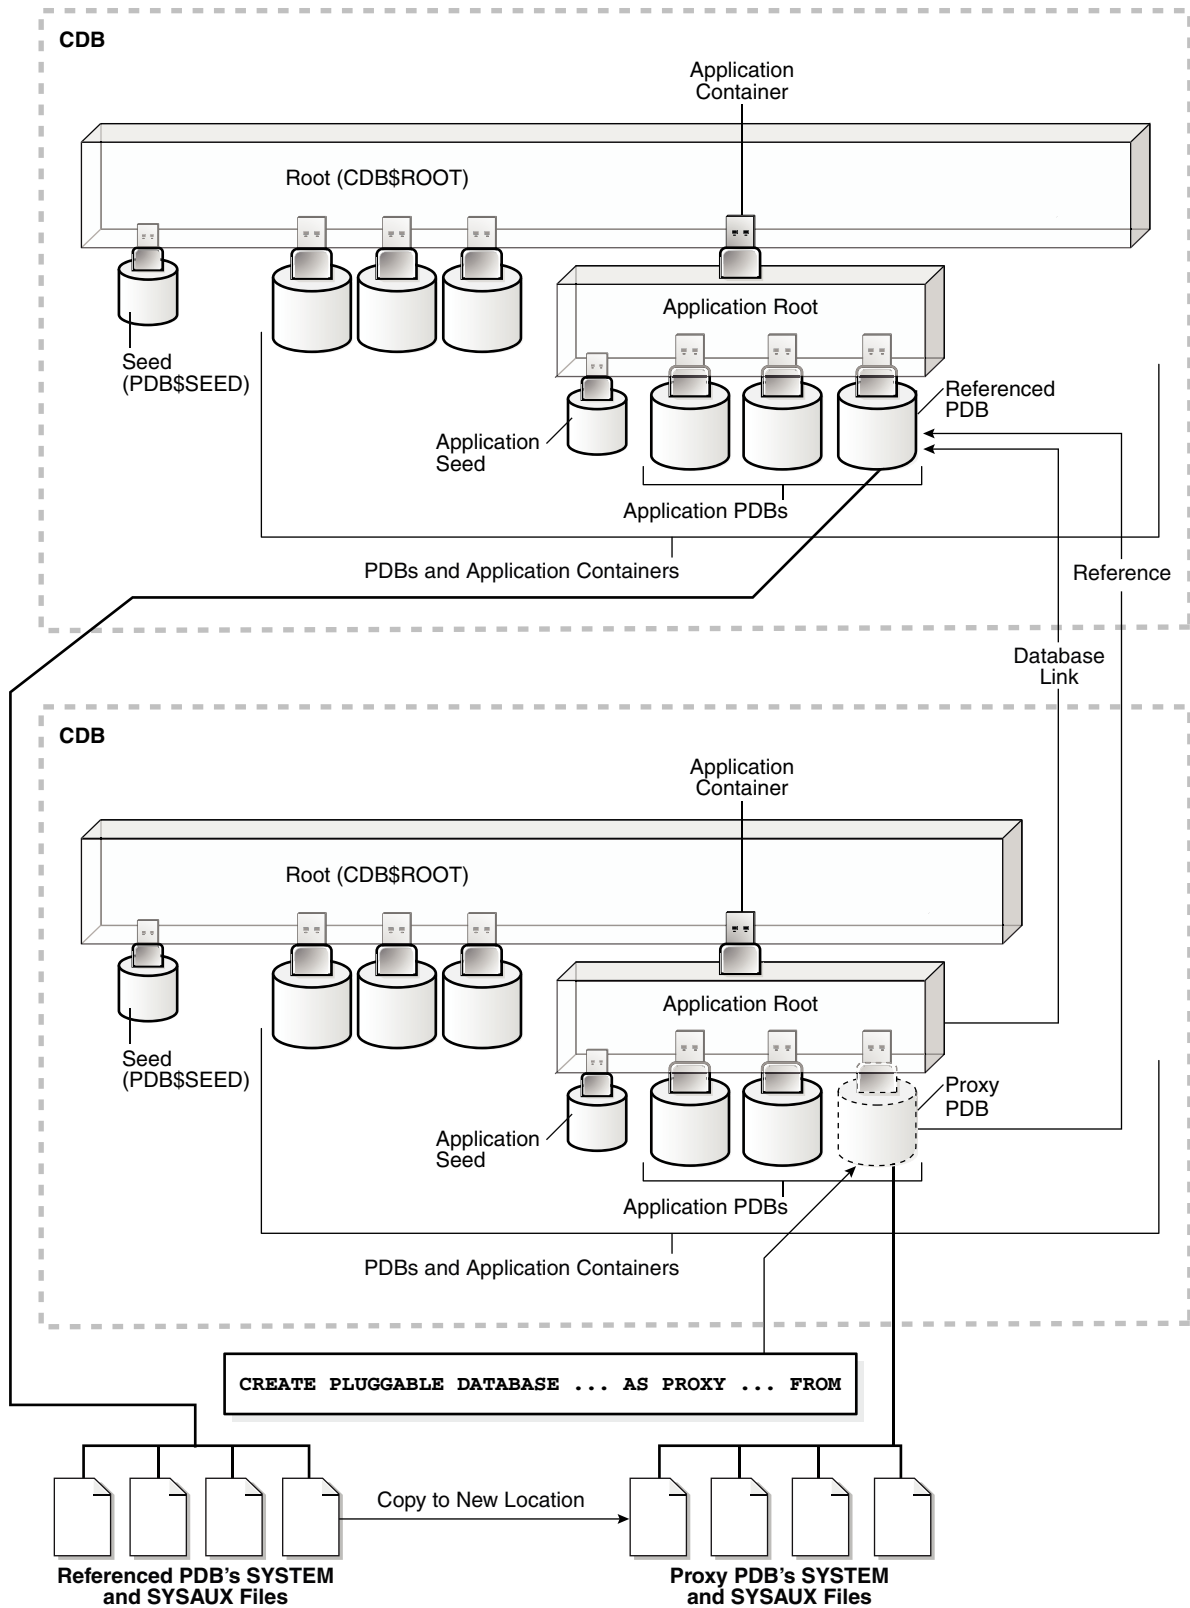 CDB
Application
Container
Root (CDB$ROOT)
Application Root
Seed
(PDB$SEED)
Referenced
PDB
Application
Seed
Application PDBs
PDBs and Application Containers
Reference
Database
Link
CDB
Application
Container
Root (CDB$ROOT)
Application Root
Seed
(PDB$SEED)
Proxy
PDB
Application
Seed
Application PDBs
PDBs and Application Containers
CREATE PLUGGABLE DATABASE ... AS PROXY ... FROM
Copy to New Location
Referenced PDB's SYSTEM
and SYSAUX Files
Proxy PDB's SYSTEM
and SYSAUX Files